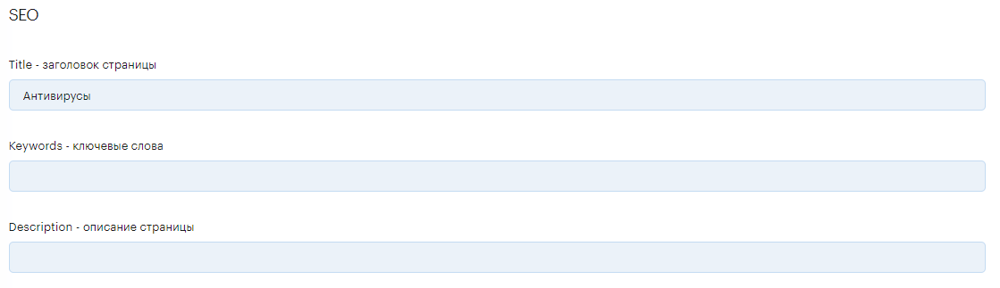 SEO
Title - заголовок страницы
Антивирусы
Keywords - ключевые слова
Description - описание страницы